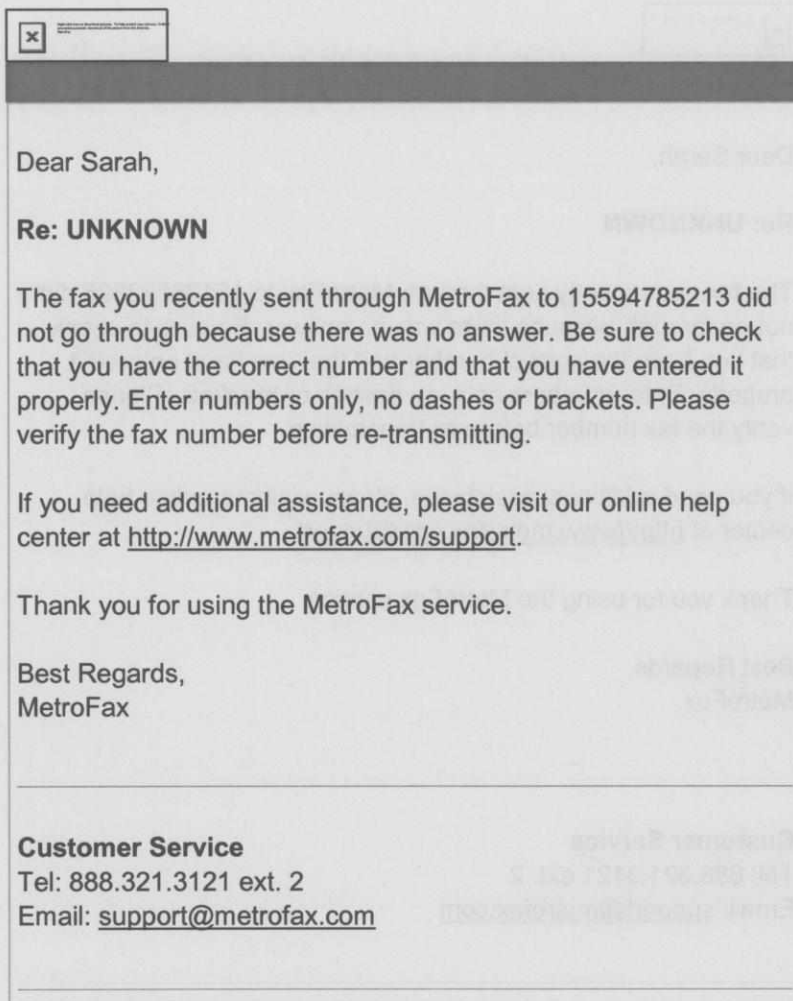 Dear Sarah,
Re: UNKNOWN
The fax you recently sent through MetroFax to 15594785213 did
not go through because there was no answer. Be sure to check
that you have the correct number and that you have entered it
properly. Enter numbers only, no dashes or brackets. Please
verify the fax number before re-transmitting.
If you need additional assistance, please visit our online help
center at http://www.metrofax.com/support.
Thank you for using the MetroFax service.
Best Regards,
MetroFax
Customer Service
Tel: 888.321.3121 ext. 2
Email: support@metrofax.com